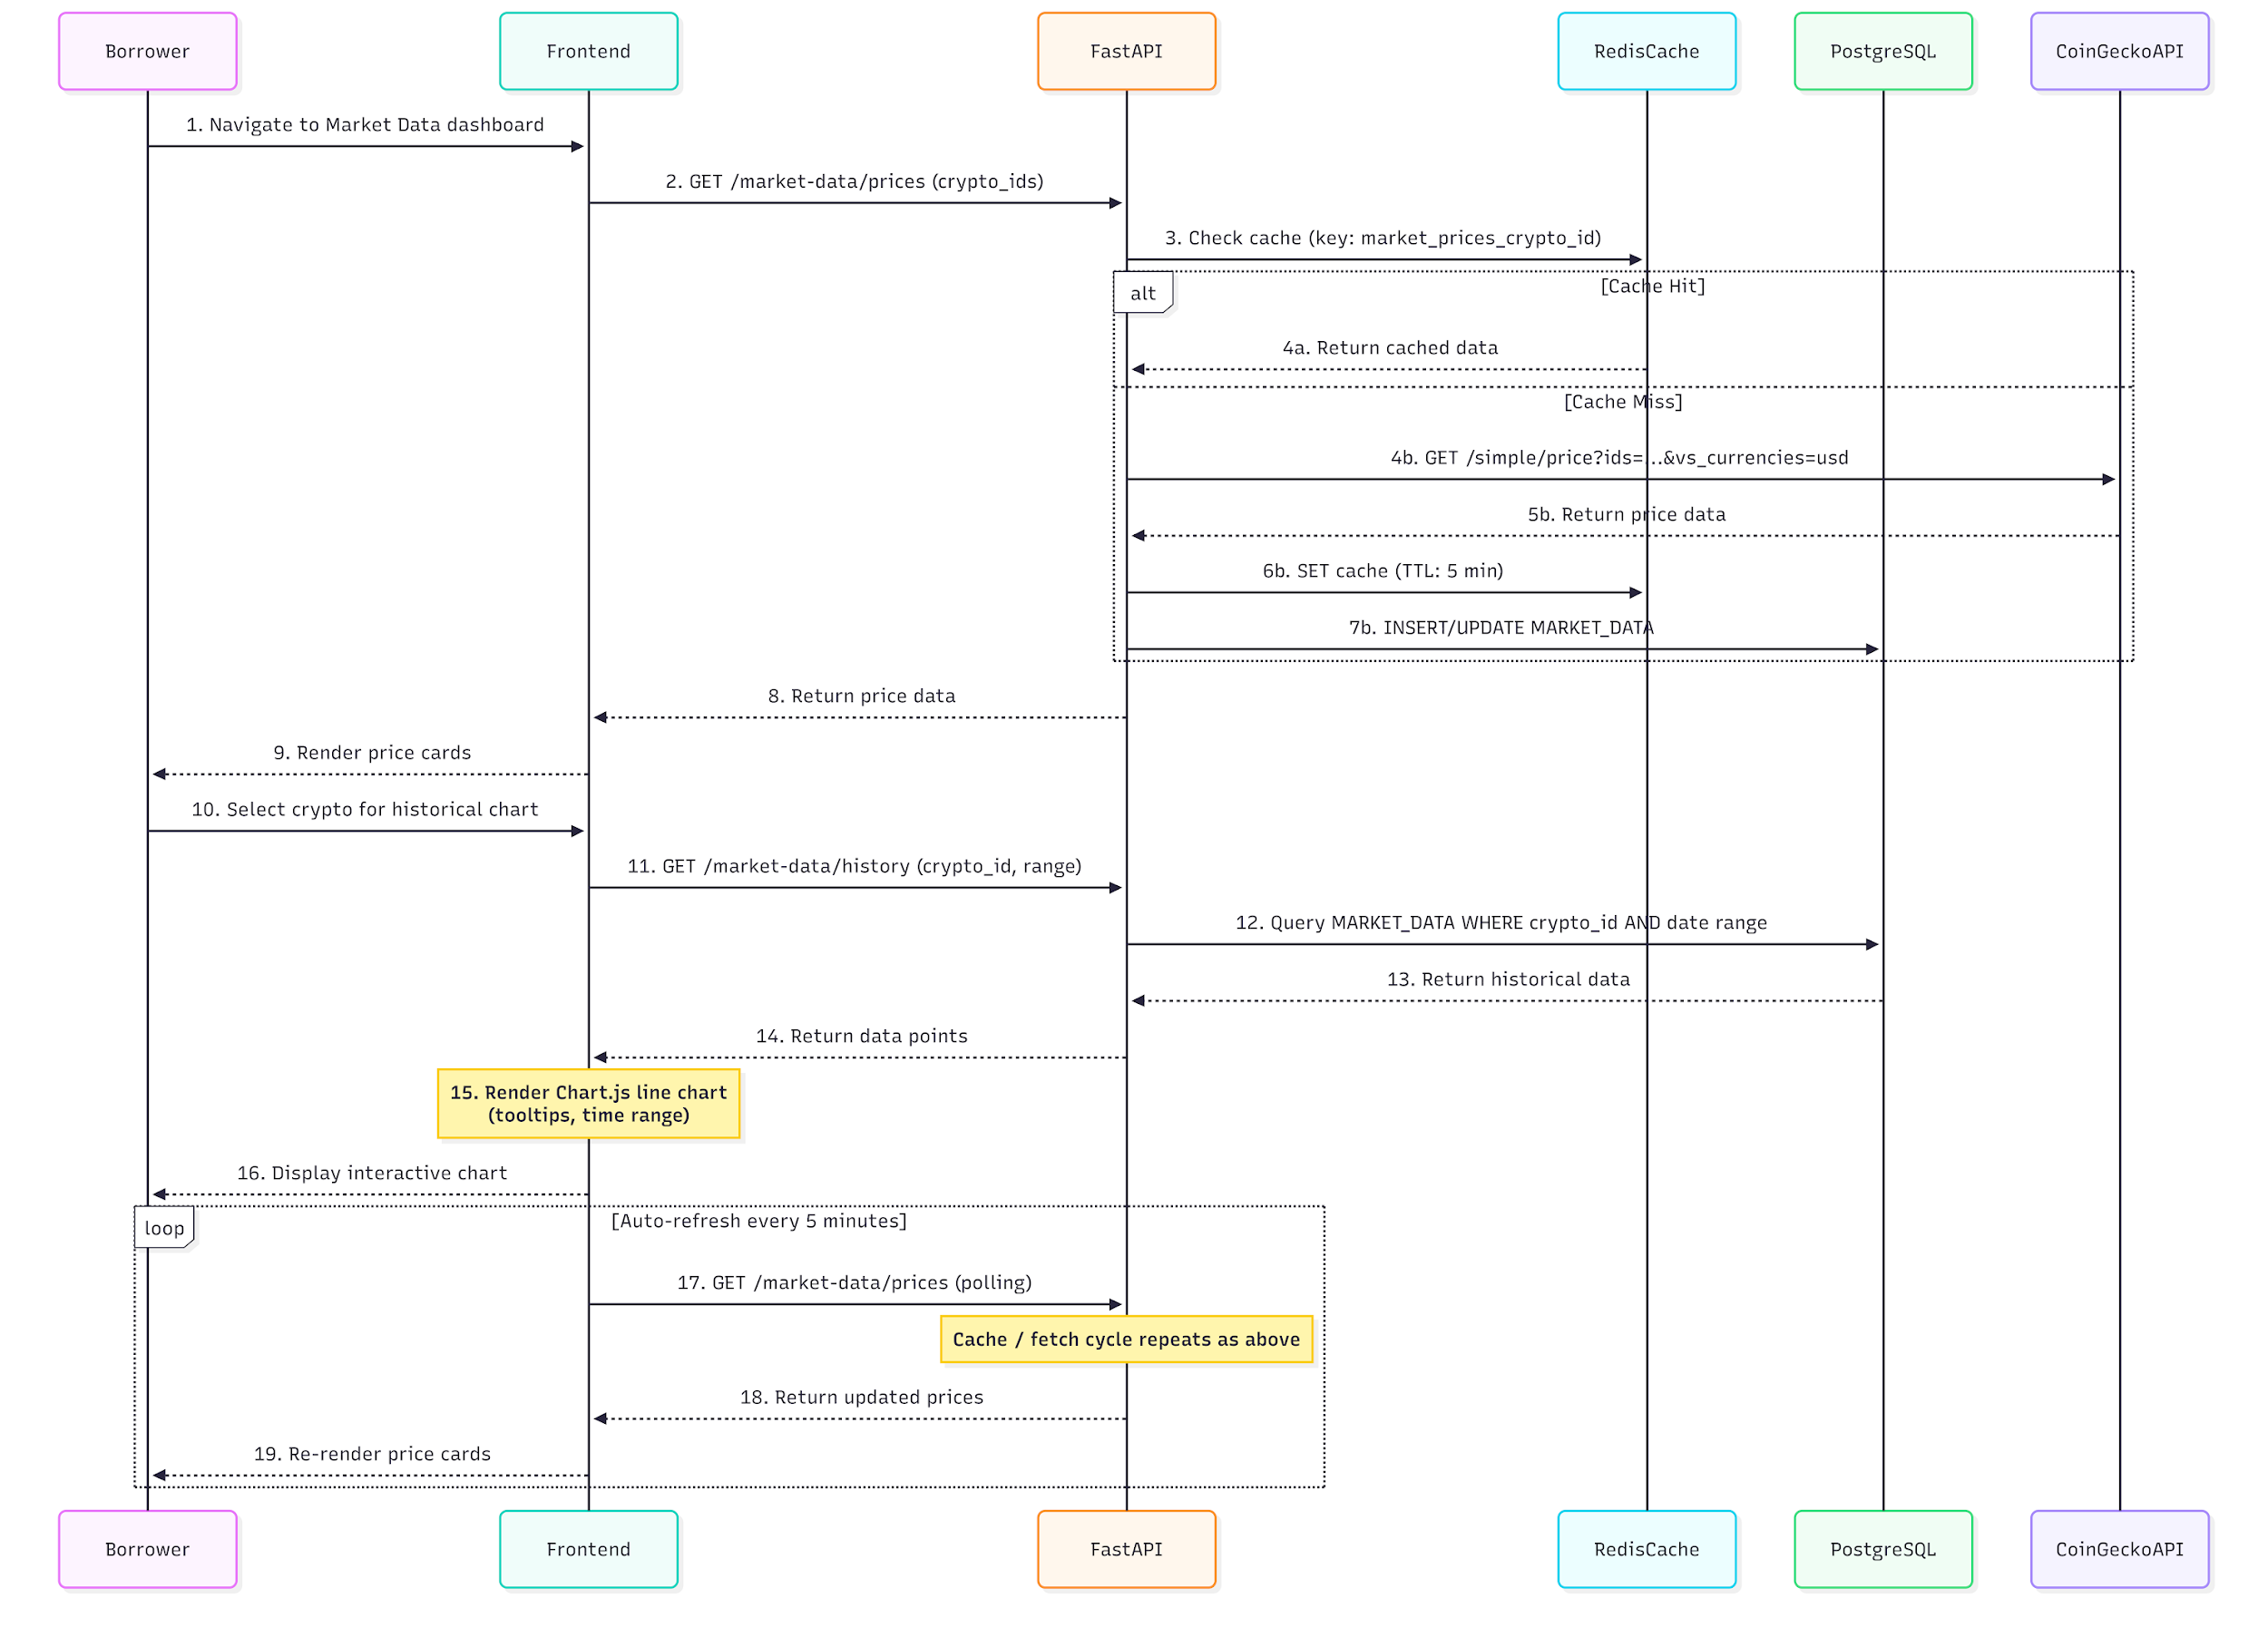 Borrower
Frontend
FastAPI
RedisCache
PostgreSQL
CoinGeckoAPI
1. Navigate to Market Data dashboard
2. GET /market-data/prices (crypto_ids)
3. Check cache (key: market_prices_crypto_id)
alt
[Cache Hit]
4a. Return cached data
[Cache Miss]
4b. GET /simple/price?ids=...&vs_currencies=usd
5b. Return price data
6b. SET cache (TTL: 5 min)
7b. INSERT/UPDATE MARKET_DATA
8. Return price data
9. Render price cards
10. Select crypto for historical chart
11. GET /market-data/history (crypto_id, range)
12. Query MARKET_DATA WHERE crypto_id AND date range
13. Return historical data
14. Return data points
15. Render Chart.js line chart
(tooltips, time range)
16. Display interactive chart
loop
[Auto-refresh every 5 minutes]
17. GET /market-data/prices (polling)
Cache / fetch cycle repeats as above
18. Return updated prices
19. Re-render price cards
Borrower
Frontend
FastAPI
RedisCache
PostgreSQL
CoinGeckoAPI